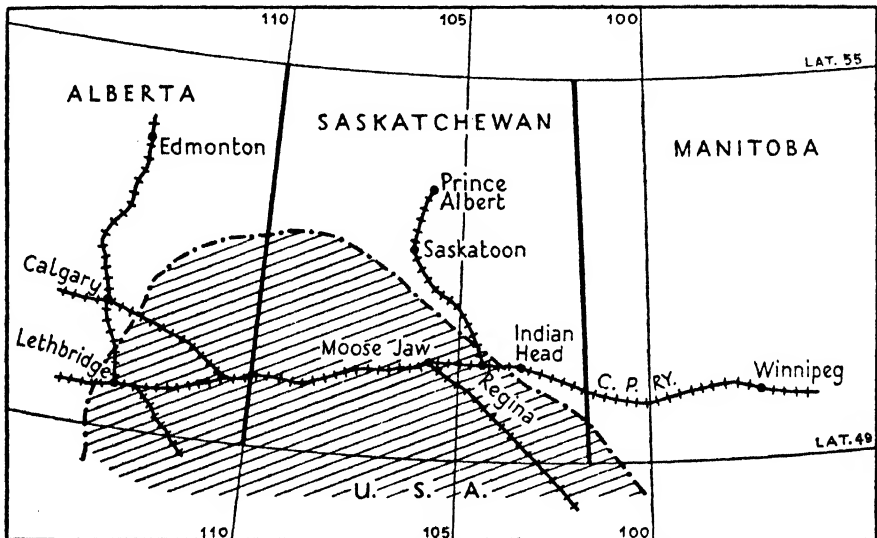 110
105
100
LAT. 55
ALBERTA
SASKATCHEWAN
MANITOBA
Edmonton
Prince
Albert
Saskatoon
Calgary
Lethbridge
Moose Jaw
Indian
Head
Regina
C. P. RY.
Winnipeg
LAT. 49
U. S. A.
110
105
100